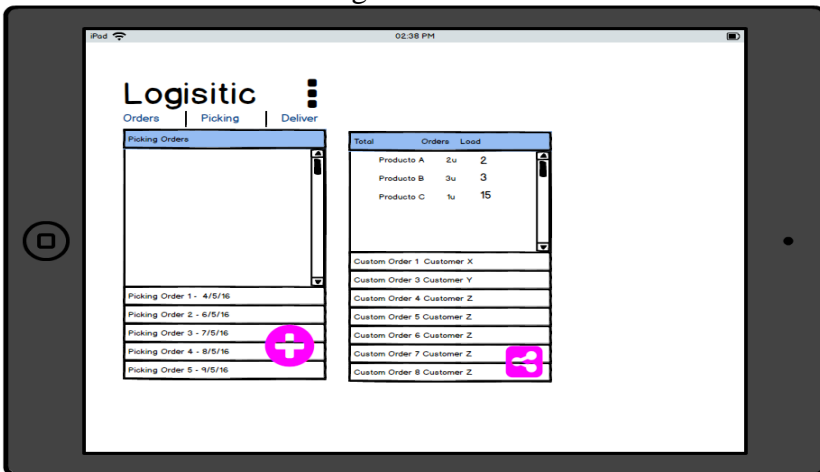 iPad 02:38 PM
Logisitic
Orders Picking Deliver
Picking Orders
Picking Order 1 - 4/5/16
Picking Order 2 - 6/5/16
Picking Order 3 - 7/5/16
Picking Order 4 - 8/5/16
Picking Order 5 - 9/5/16
Total Orders Load
Producto A 2u 2
Producto B 3u 3
Producto C 1u 15
Custom Order 1 Customer X
Custom Order 3 Customer Y
Custom Order 4 Customer Z
Custom Order 5 Customer Z
Custom Order 6 Customer Z
Custom Order 7 Customer Z
Custom Order 8 Customer Z